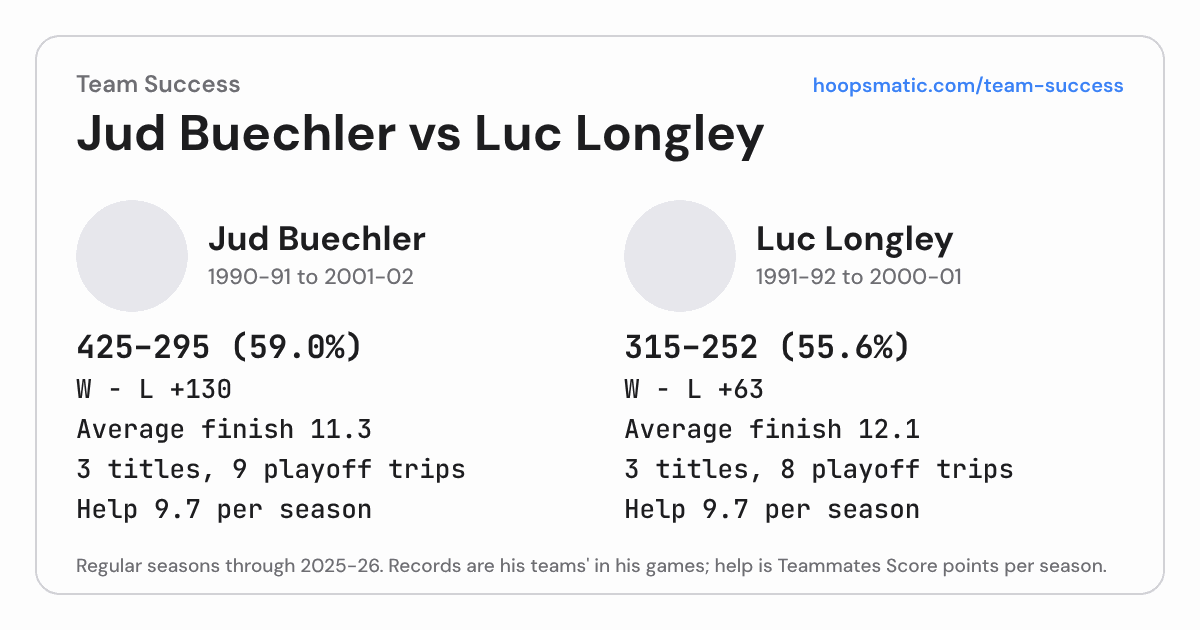 Team Success
hoopsmatic.com/team-success
Jud Buechler vs Luc Longley
Jud Buechler
1990-91 to 2001-02
425-295 (59.0%)
W - L +130
Average finish 11.3
3 titles, 9 playoff trips
Help 9.7 per season
Luc Longley
1991-92 to 2000-01
315-252 (55.6%)
W - L +63
Average finish 12.1
3 titles, 8 playoff trips
Help 9.7 per season
Regular seasons through 2025-26. Records are his teams' in his games; help is Teammates Score points per season.